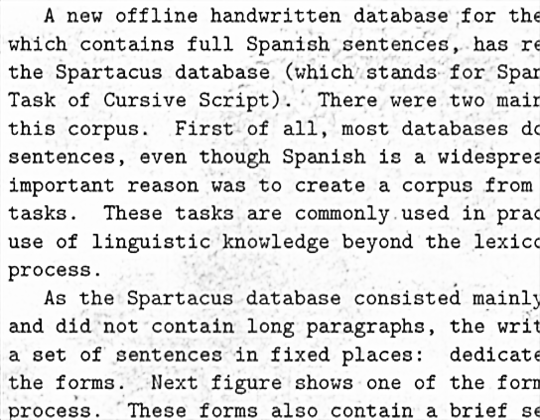 A new offline handwritten database for the
which contains full Spanish sentences, has re
the Spartacus database (which stands for Span
Task of Cursive Script). There were two main
this corpus. First of all, most databases do
sentences, even though Spanish is a widesprea
important reason was to create a corpus from
tasks. These tasks are commonly used in prac
use of linguistic knowledge beyond the lexico
process.
As the Spartacus database consisted mainly
and did not contain long paragraphs, the writ
a set of sentences in fixed places: dedicate
the forms. Next figure shows one of the form
process. These forms also contain a brief se